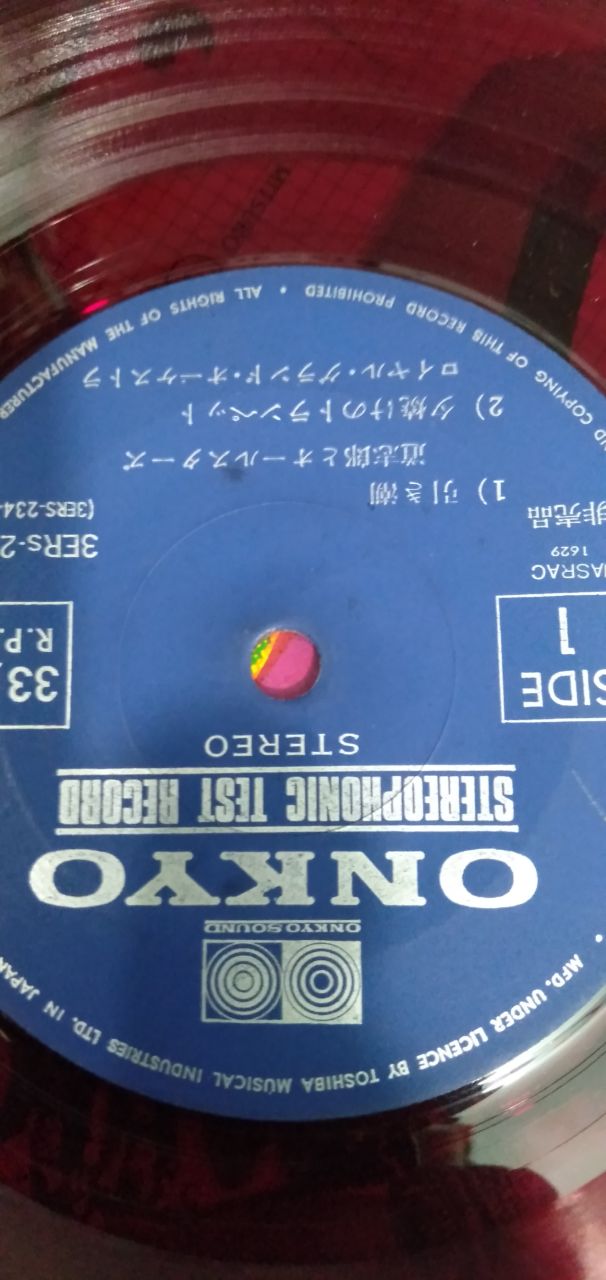 ONKYO SOUND
ONKYO
STEREOPHONIC TEST RECORD
STEREO
SIDE
1
33
R.P.
JASRAC
1629
非売品
3ERS-2
(3ERS-234
1) 引き潮
道志郎とオールスターズ
2) 夕焼けのトランペット
ロイヤル・グランド・オーケストラ
MFD. UNDER LICENCE BY TOSHIBA MUSICAL INDUSTRIES LTD. IN JAPAN
ALL RIGHTS OF THE MANUFACTURER
COPYING OF THIS RECORD PROHIBITED